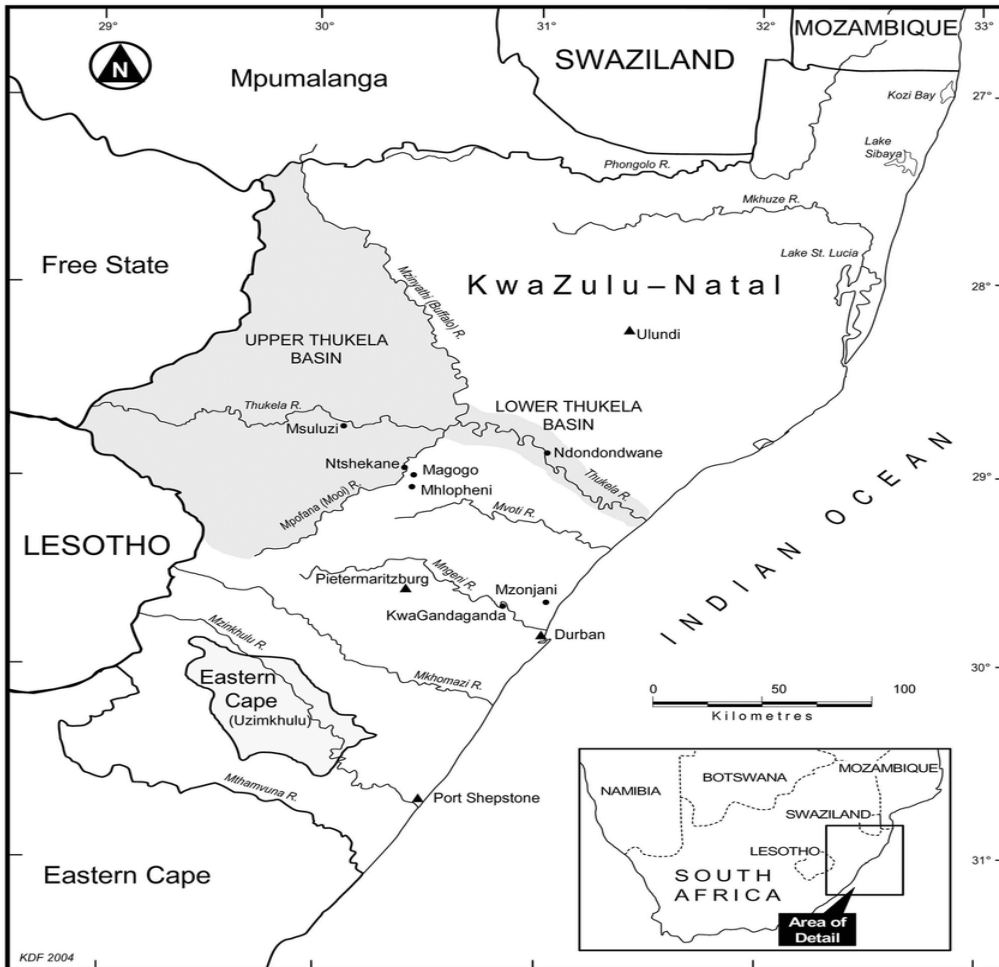 29°
30°
31°
32°
33°
N
Mpumalanga
SWAZILAND
MOZAMBIQUE
27°
Kozi Bay
Lake
Sibaya
Phongolo R.
Mkhuze R.
Free State
Lake St. Lucia
KwaZulu–Natal
28°
Mzinyathi (Buffalo) R.
Ulundi
UPPER THUKELA
BASIN
Thukela R.
LOWER THUKELA
BASIN
Msuluzi
Ndondondwane
Ntshekane
Magogo
Mhlopheni
Thukela R.
29°
Mpofana (Mooi) R.
Mvoti R.
LESOTHO
INDIAN OCEAN
Pietermaritzburg
Mngeni R.
Mzonjani
KwaGandaganda
Durban
Mzinkhulu R.
30°
Eastern
Cape
(Uzimkhulu)
Mkhomazi R.
0 50 100
Kilometres
Mthamvuna R.
Port Shepstone
Eastern Cape
31°
NAMIBIA
BOTSWANA
MOZAMBIQUE
SWAZILAND
LESOTHO
SOUTH
AFRICA
Area of
Detail
KDF 2004